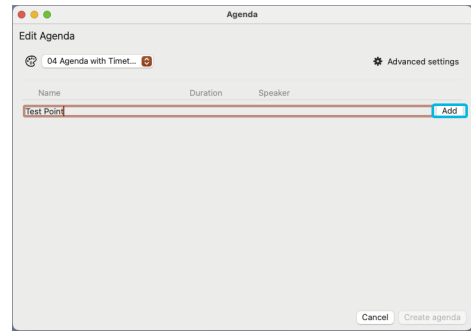 Agenda
Edit Agenda
04 Agenda with Timet...
Advanced settings
Name Duration Speaker
Test Point Add
Cancel Create agenda